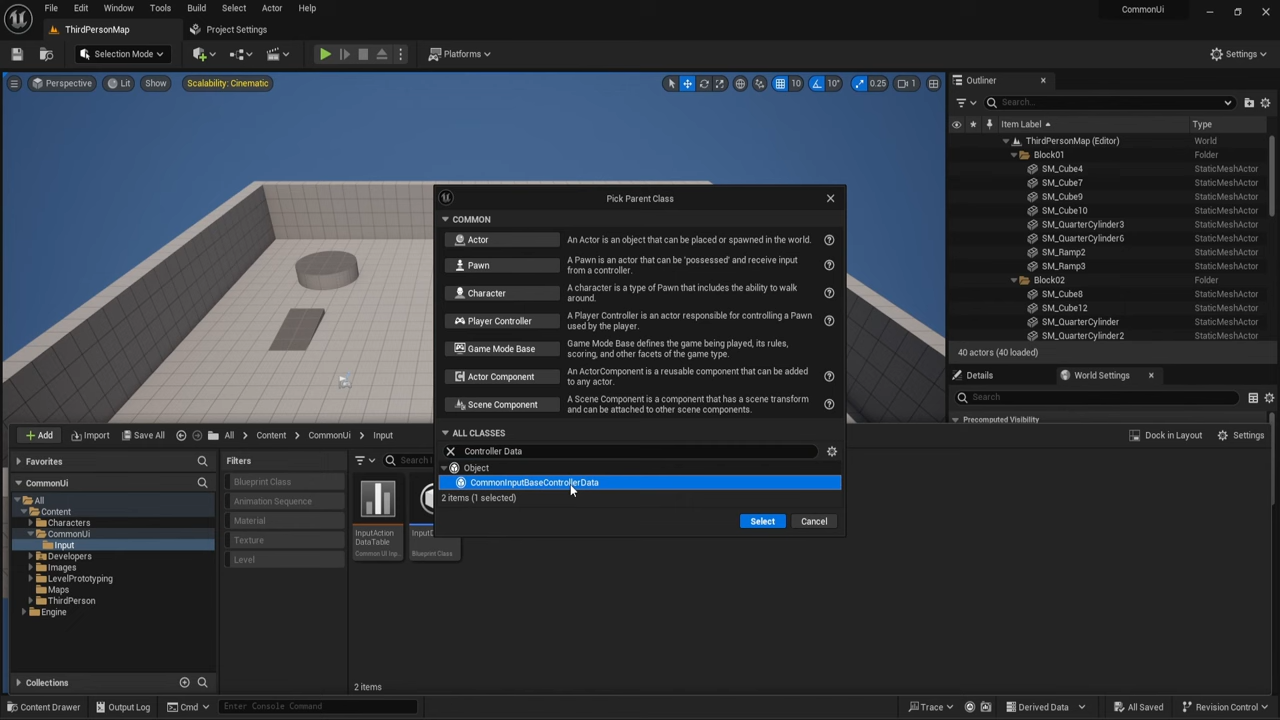 File Edit Window Tools Build Select Actor Help
CommonUi
ThirdPersonMap
Project Settings
Selection Mode
Platforms
Settings
Perspective
Lit
Show
Scalability: Cinematic
10
10°
0.25
1
Outliner
Search...
Item Label
Type
ThirdPersonMap (Editor) World
Block01 Folder
SM_Cube4 StaticMeshActor
SM_Cube7 StaticMeshActor
SM_Cube9 StaticMeshActor
SM_Cube10 StaticMeshActor
SM_QuarterCylinder3 StaticMeshActor
SM_QuarterCylinder6 StaticMeshActor
SM_Ramp2 StaticMeshActor
SM_Ramp3 StaticMeshActor
Block02 Folder
SM_Cube8 StaticMeshActor
SM_Cube12 StaticMeshActor
SM_QuarterCylinder StaticMeshActor
SM_QuarterCylinder2 StaticMeshActor
40 actors (40 loaded)
Details
World Settings
Search
Precomputed Visibility
Pick Parent Class
COMMON
Actor
An Actor is an object that can be placed or spawned in the world.
Pawn
A Pawn is an actor that can be 'possessed' and receive input
from a controller.
Character
A character is a type of Pawn that includes the ability to walk
around.
Player Controller
A Player Controller is an actor responsible for controlling a Pawn
used by the player.
Game Mode Base
Game Mode Base defines the game being played, its rules,
scoring, and other facets of the game type.
Actor Component
An ActorComponent is a reusable component that can be added
to any actor.
Scene Component
A Scene Component is a component that has a scene transform
and can be attached to other scene components.
ALL CLASSES
Controller Data
Object
CommonInputBaseControllerData
2 items (1 selected)
Select
Cancel
Add
Import
Save All
All
Content
CommonUi
Input
Dock in Layout
Settings
Favorites
CommonUi
All
Content
Characters
CommonUi
Input
Developers
Images
LevelPrototyping
Maps
ThirdPerson
Engine
Collections
Filters
Blueprint Class
Animation Sequence
Material
Texture
Level
InputAction
DataTable
Common UI Inp...
Blueprint Class
2 items
Content Drawer
Output Log
Cmd
Enter Console Command
Trace
Derived Data
All Saved
Revision Control